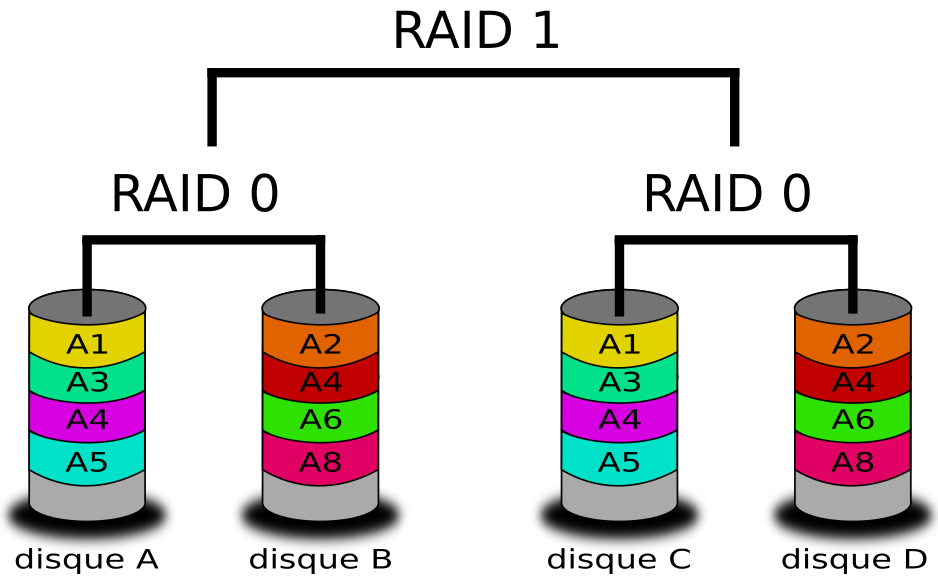 RAID 1
RAID 0
RAID 0
A1
A3
A4
A5
A2
A4
A6
A8
A1
A3
A4
A5
A2
A4
A6
A8
disque A
disque B
disque C
disque D